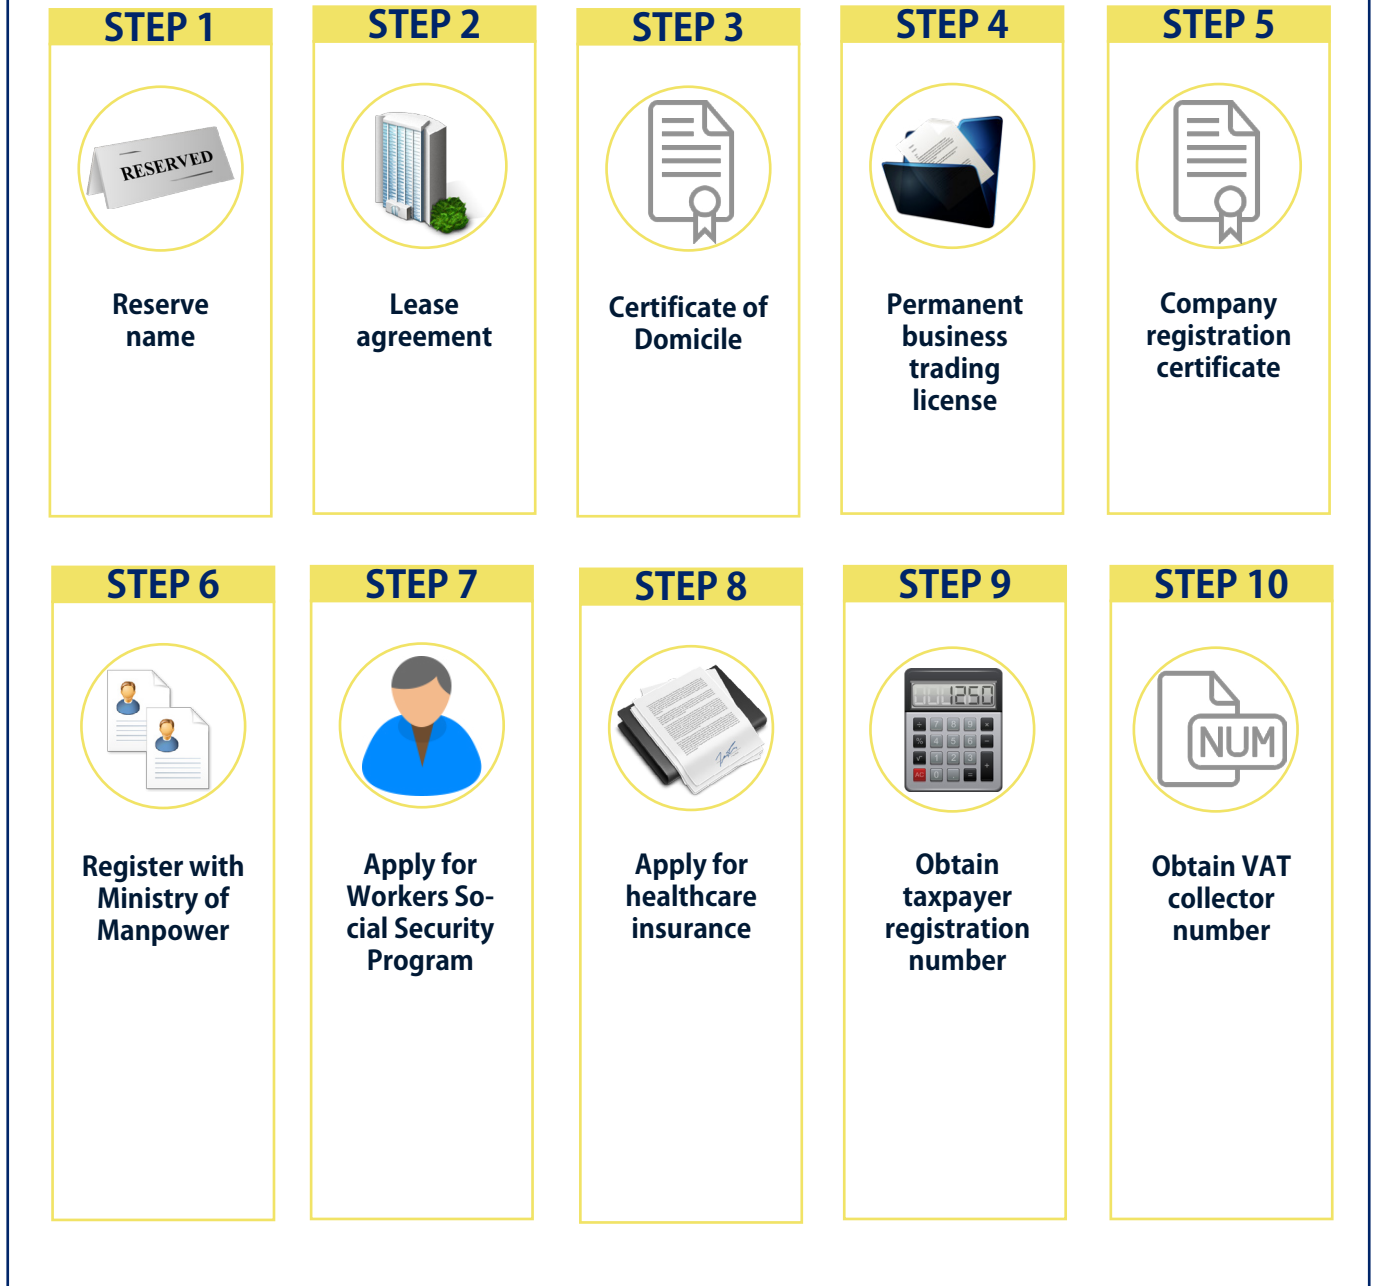 STEP 1
RESERVED
Reserve
name
STEP 2
Lease
agreement
STEP 3
Certificate of
Domicile
STEP 4
Permanent
business
trading
license
STEP 5
Company
registration
certificate
STEP 6
Register with
Ministry of
Manpower
STEP 7
Apply for
Workers So-
cial Security
Program
STEP 8
Apply for
healthcare
insurance
STEP 9
1250
Obtain
taxpayer
registration
number
STEP 10
NUM
Obtain VAT
collector
number